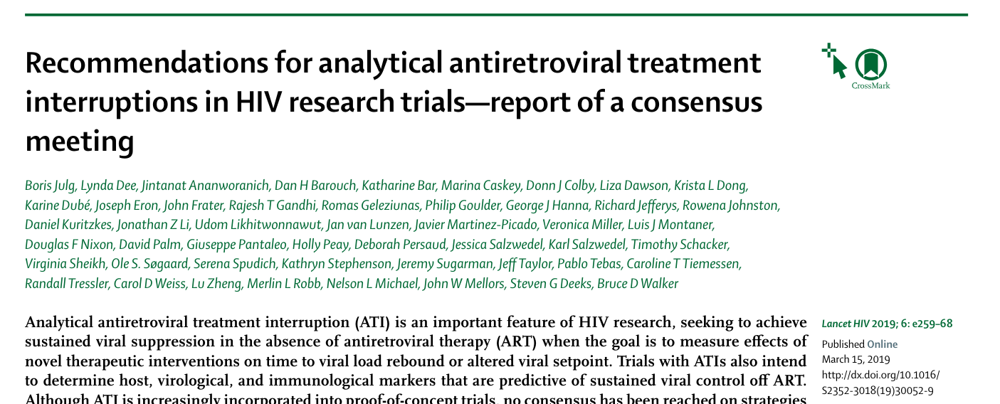 Recommendations for analytical antiretroviral treatment
interruptions in HIV research trials—report of a consensus
meeting
CrossMark
Boris Julg, Lynda Dee, Jintanat Ananworanich, Dan H Barouch, Katharine Bar, Marina Caskey, Donn J Colby, Liza Dawson, Krista L Dong,
Karine Dubé, Joseph Eron, John Frater, Rajesh T Gandhi, Romas Geleziunas, Philip Goulder, George J Hanna, Richard Jefferys, Rowena Johnston,
Daniel Kuritzkes, Jonathan Z Li, Udom Likhitwonnawut, Jan van Lunzen, Javier Martinez-Picado, Veronica Miller, Luis J Montaner,
Douglas F Nixon, David Palm, Giuseppe Pantaleo, Holly Peay, Deborah Persaud, Jessica Salzwedel, Karl Salzwedel, Timothy Schacker,
Virginia Sheikh, Ole S. Søgaard, Serena Spudich, Kathryn Stephenson, Jeremy Sugarman, Jeff Taylor, Pablo Tebas, Caroline T Tiemessen,
Randall Tressler, Carol D Weiss, Lu Zheng, Merlin L Robb, Nelson L Michael, John W Mellors, Steven G Deeks, Bruce D Walker
Analytical antiretroviral treatment interruption (ATI) is an important feature of HIV research, seeking to achieve
sustained viral suppression in the absence of antiretroviral therapy (ART) when the goal is to measure effects of
novel therapeutic interventions on time to viral load rebound or altered viral setpoint. Trials with ATIs also intend
to determine host, virological, and immunological markers that are predictive of sustained viral control off ART.
Although ATI is increasingly incorporated into proof-of-concept trials, no consensus has been reached on strategies
Lancet HIV 2019; 6: e259–68
Published Online
March 15, 2019
http://dx.doi.org/10.1016/
S2352-3018(19)30052-9